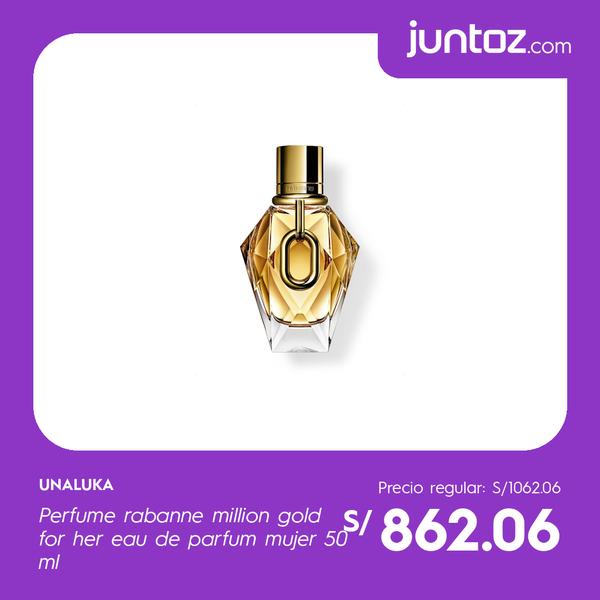 juntoz.com
UNALUKA
Perfume rabanne million gold
for her eau de parfum mujer 50
ml
Precio regular: S/1062.06
S/ 862.06